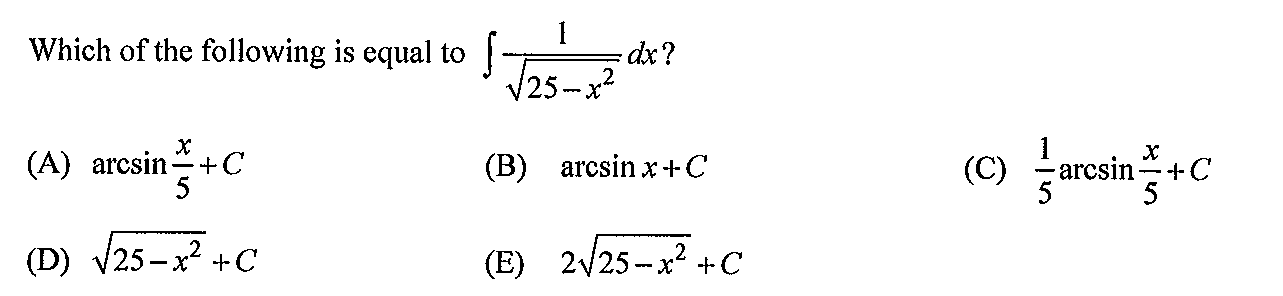 Which of the following is equal to ∫ 1/√(25−x²) dx?
(A) arcsin x/5 + C (B) arcsin x + C (C) 1/5 arcsin x/5 + C
(D) √(25−x²) + C (E) 2√(25−x²) + C